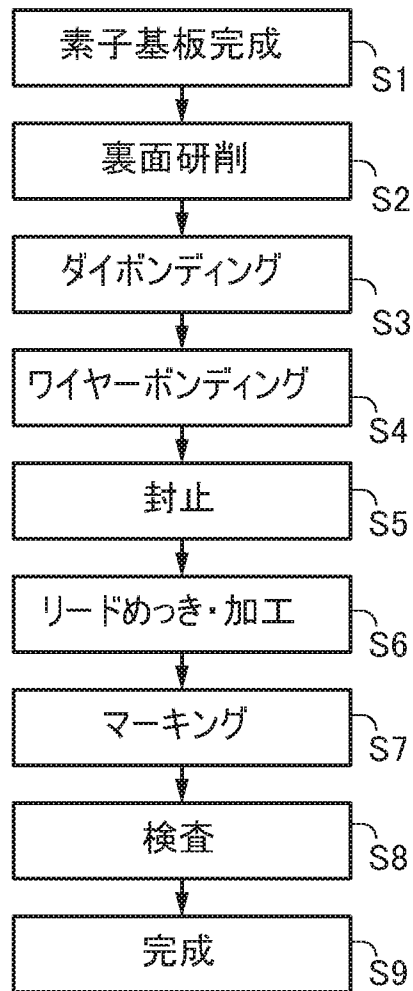 素子基板完成
S1
裏面研削
S2
ダイボンディング
S3
ワイヤーボンディング
S4
封止
S5
リードめっき・加工
S6
マーキング
S7
検査
S8
完成
S9